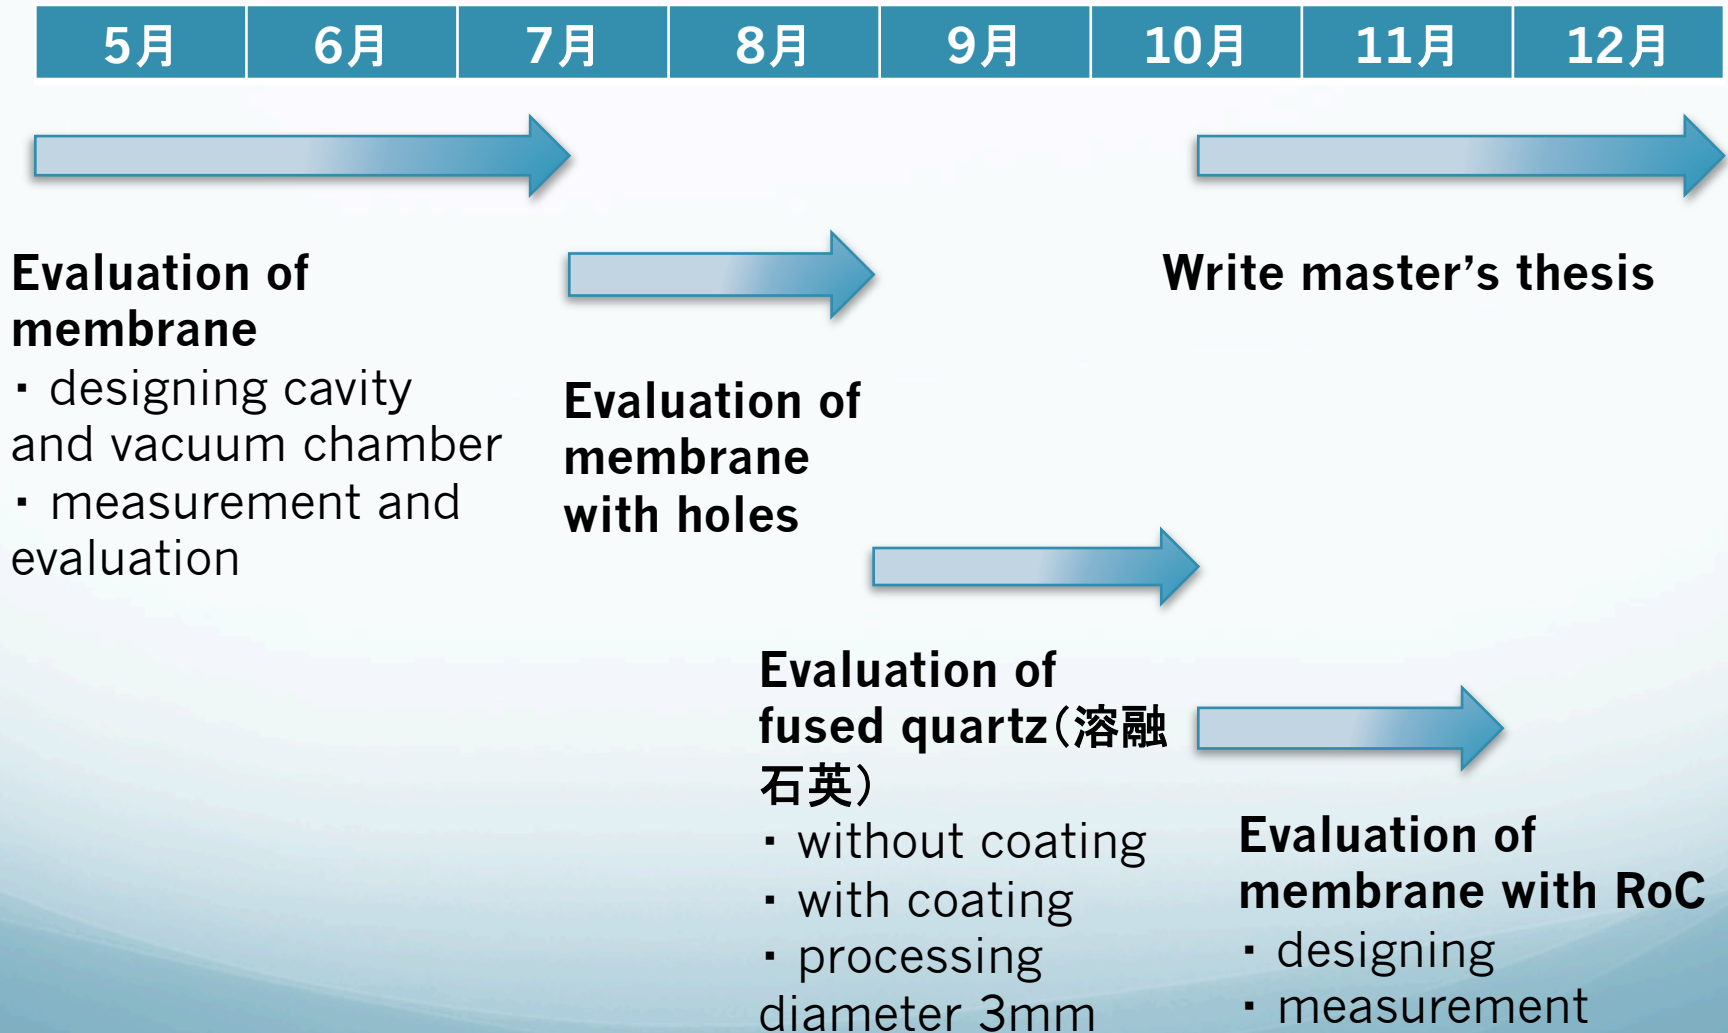 5月 6月 7月 8月 9月 10月 11月 12月
Evaluation of
membrane
・ designing cavity
and vacuum chamber
・ measurement and
evaluation
Evaluation of
membrane
with holes
Write master’s thesis
Evaluation of
fused quartz（溶融
石英）
・ without coating
・ with coating
・ processing
diameter 3mm
Evaluation of
membrane with RoC
・ designing
・ measurement